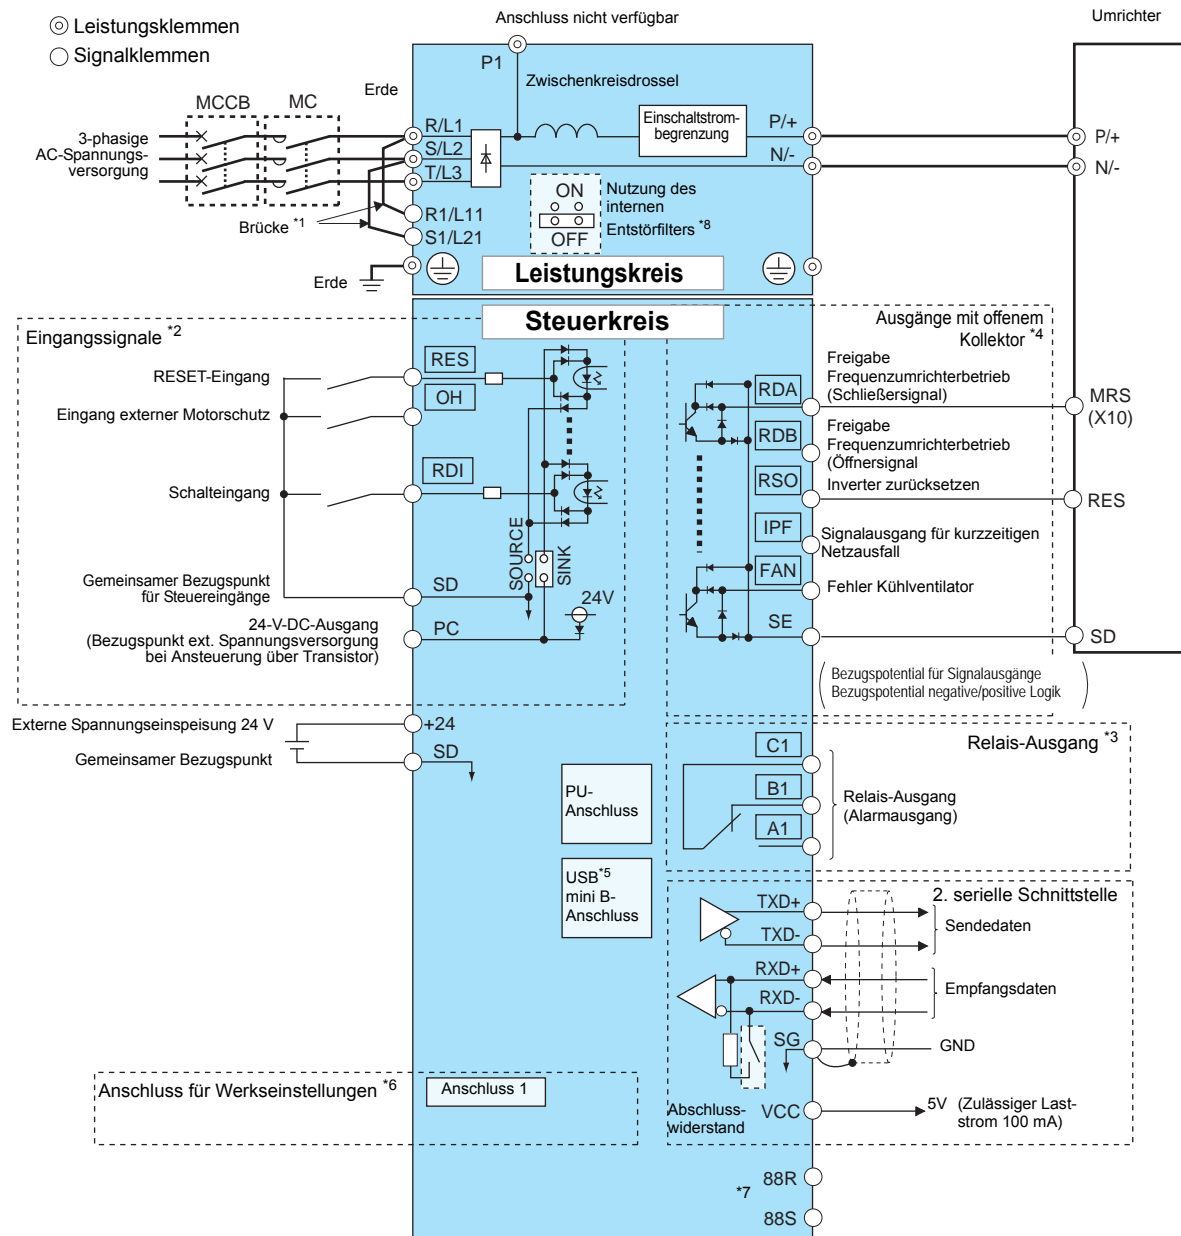 Leistungsklemmen
Signalklemmen
Anschluss nicht verfügbar
Umrichter
P1
Zwischenkreisdrossel
Erde
MCCB
MC
3-phasige
AC-Spannungs-
versorgung
R/L1
S/L2
T/L3
R1/L11
S1/L21
Einschaltstrom-
begrenzung
P/+
N/-
P/+
N/-
Brücke *1
ON
OFF
Nutzung des
internen
Entstörfilters *8
Erde
Leistungskreis
Steuerkreis
Eingangssignale *2
RESET-Eingang
RES
Eingang externer Motorschutz
OH
Schalteingang
RDI
SOURCE
SINK
Gemeinsamer Bezugspunkt
für Steuereingänge
SD
24V
24-V-DC-Ausgang
(Bezugspunkt ext. Spannungsversorgung
bei Ansteuerung über Transistor)
PC
Ausgänge mit offenem
Kollektor *4
RDA
Freigabe
Frequenzumrichterbetrieb
(Schließersignal)
MRS
(X10)
RDB
Freigabe
Frequenzumrichterbetrieb
(Öffnersignal
RSO
Inverter zurücksetzen
RES
IPF
Signalausgang für kurzzeitigen
Netzausfall
FAN
Fehler Kühlventilator
SE
SD
Bezugspotential für Signalausgänge
Bezugspotential negative/positive Logik
Externe Spannungseinspeisung 24 V
+24
Gemeinsamer Bezugspunkt
SD
PU-
Anschluss
USB*5
mini B-
Anschluss
Relais-Ausgang *3
C1
B1
A1
Relais-Ausgang
(Alarmausgang)
2. serielle Schnittstelle
TXD+
TXD-
Sendedaten
RXD+
RXD-
Empfangsdaten
SG
GND
Abschluss-
widerstand
VCC
5V (Zulässiger Last-
strom 100 mA)
Anschluss für Werkseinstellungen *6
Anschluss 1
*7
88R
88S